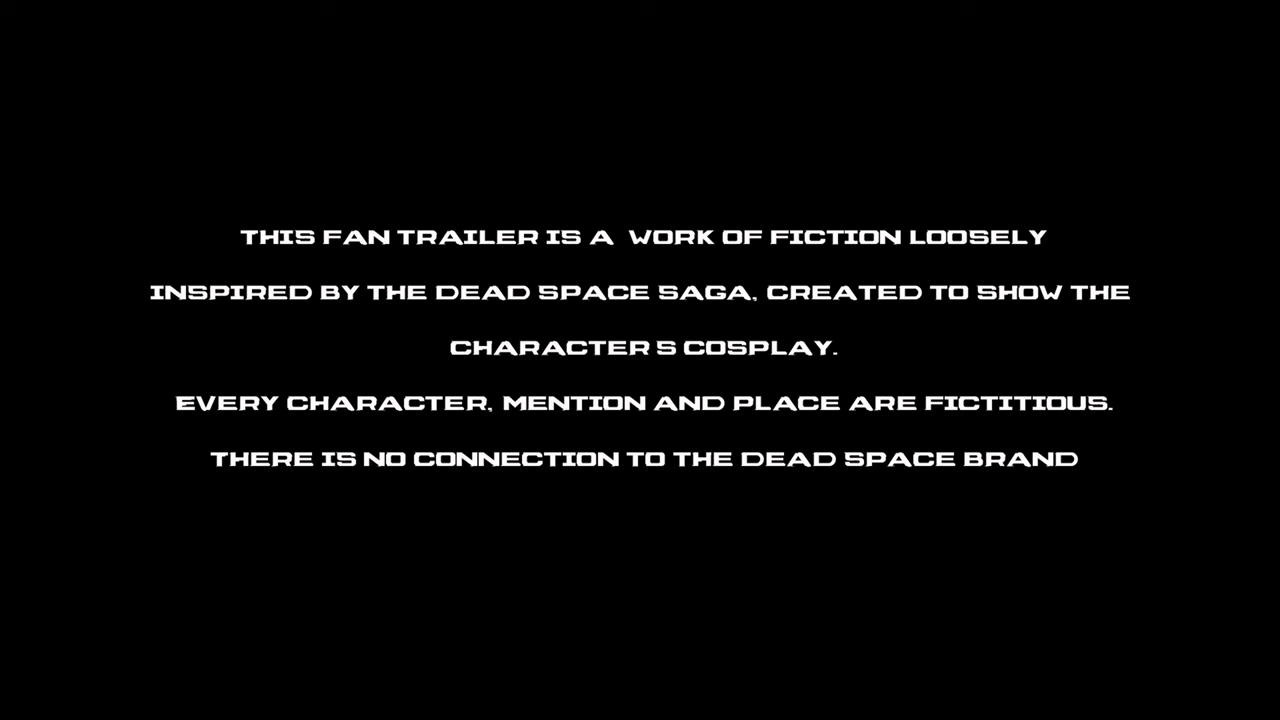 THIS FAN TRAILER IS A WORK OF FICTION LOOSELY
INSPIRED BY THE DEAD SPACE SAGA, CREATED TO SHOW THE
CHARACTER S COSPLAY.
EVERY CHARACTER, MENTION AND PLACE ARE FICTITIOUS.
THERE IS NO CONNECTION TO THE DEAD SPACE BRAND